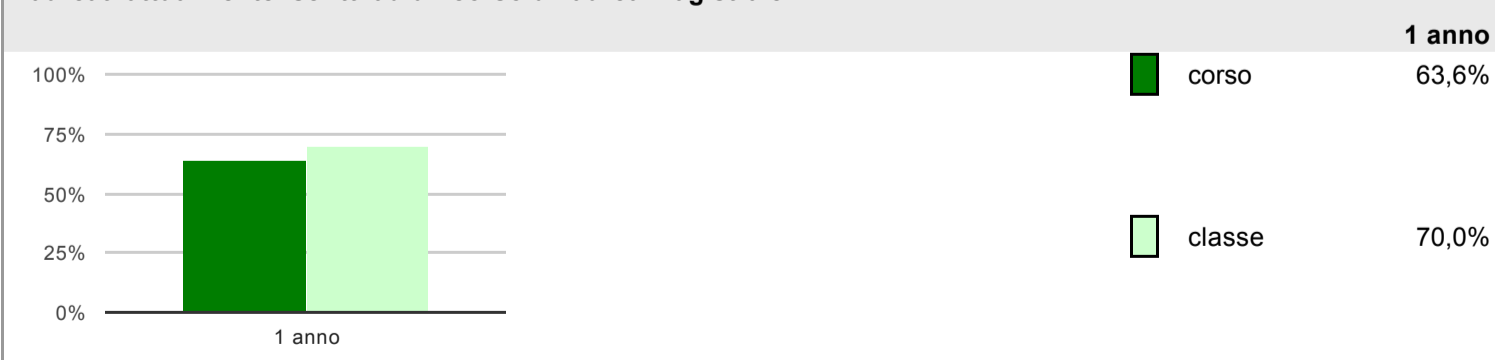 1 anno
100%
75%
50%
25%
0%
1 anno
corso 63,6%
classe 70,0%